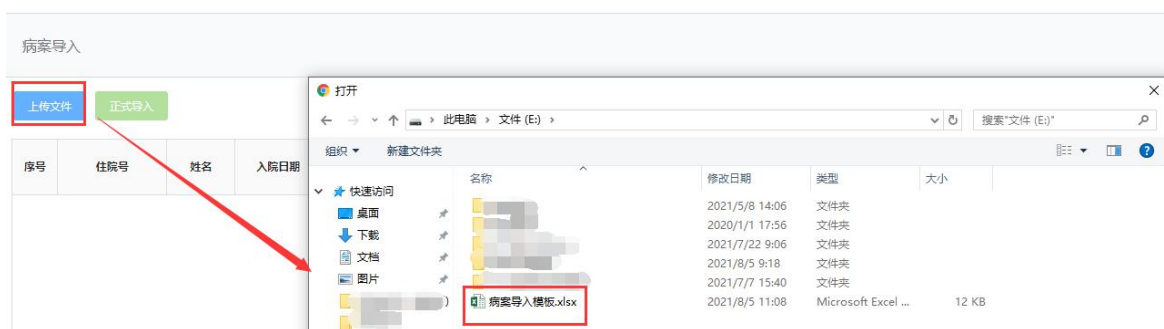 病案导入
上传文件
正式导入
序号 住院号 姓名 入院日期
打开
此电脑 › 文件 (E:) ›
搜索"文件 (E:)"
组织 新建文件夹
名称 修改日期 类型 大小
快速访问
桌面
下载
文档
图片
)
2021/5/8 14:06 文件夹
2020/1/1 17:56 文件夹
2021/7/22 9:06 文件夹
2021/8/5 9:18 文件夹
2021/7/7 15:40 文件夹
病案导入模板.xlsx 2021/8/5 11:08 Microsoft Excel ... 12 KB